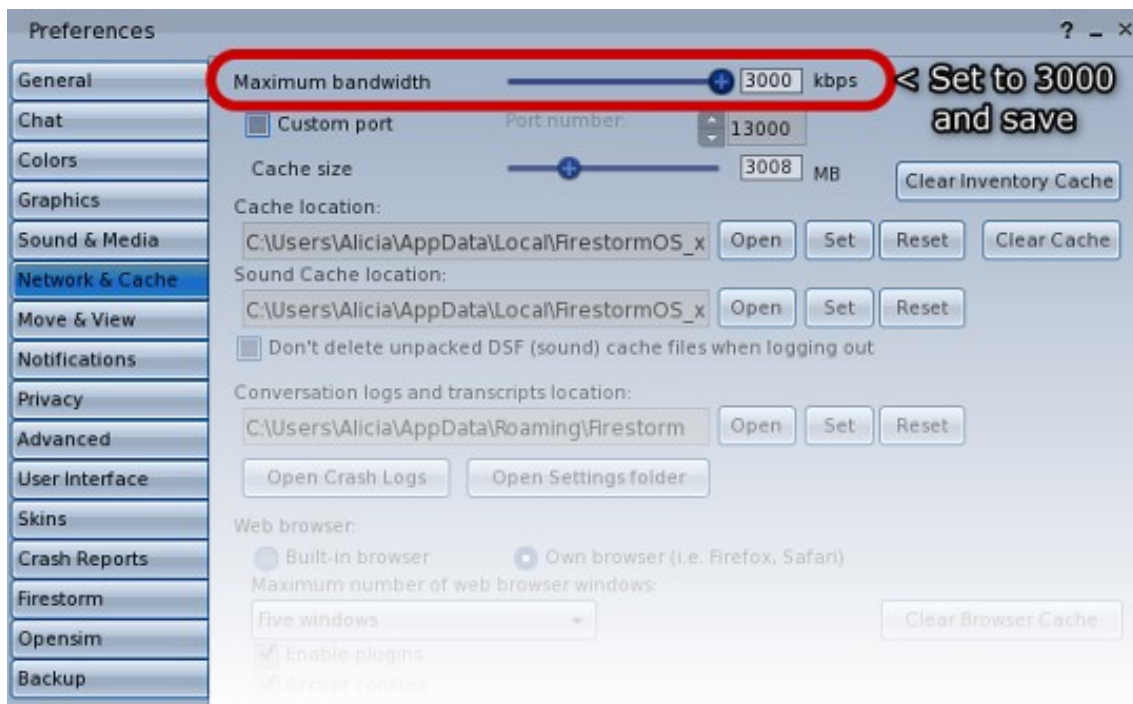 Preferences
? – ×
General
Chat
Colors
Graphics
Sound & Media
Network & Cache
Move & View
Notifications
Privacy
Advanced
User Interface
Skins
Crash Reports
Firestorm
Opensim
Backup
Maximum bandwidth 3000 kbps < Set to 3000
and save
Custom port Port number: 13000
Cache size 3008 MB
Clear Inventory Cache
Cache location:
C:\Users\Alicia\AppData\Local\FirestormOS_x Open Set Reset Clear Cache
Sound Cache location:
C:\Users\Alicia\AppData\Local\FirestormOS_x Open Set Reset
Don't delete unpacked DSF (sound) cache files when logging out
Conversation logs and transcripts location:
C:\Users\Alicia\AppData\Roaming\Firestorm Open Set Reset
Open Crash Logs Open Settings folder
Web browser:
Built-in browser Own browser (i.e. Firefox, Safari)
Maximum number of web browser windows:
Five windows Clear Browser Cache
Enable plugins
Accept cookies